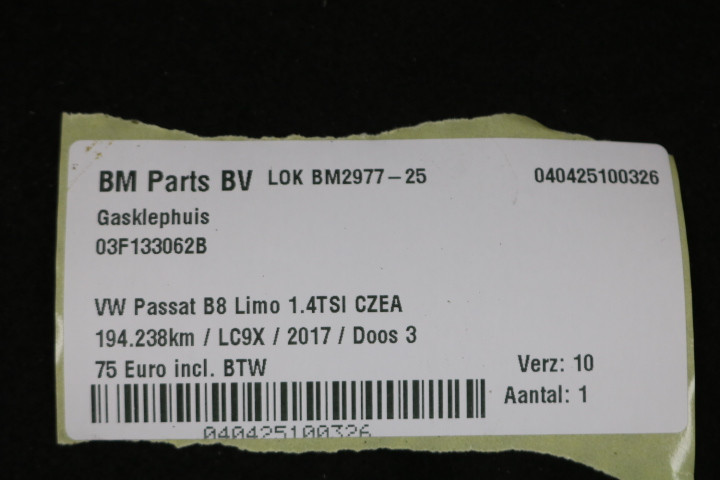 BM Parts BV LOK BM2977-25 040425100326
Gasklephuis
03F133062B
VW Passat B8 Limo 1.4TSI CZEA
194.238km / LC9X / 2017 / Doos 3
75 Euro incl. BTW Verz: 10
Aantal: 1
040425100326